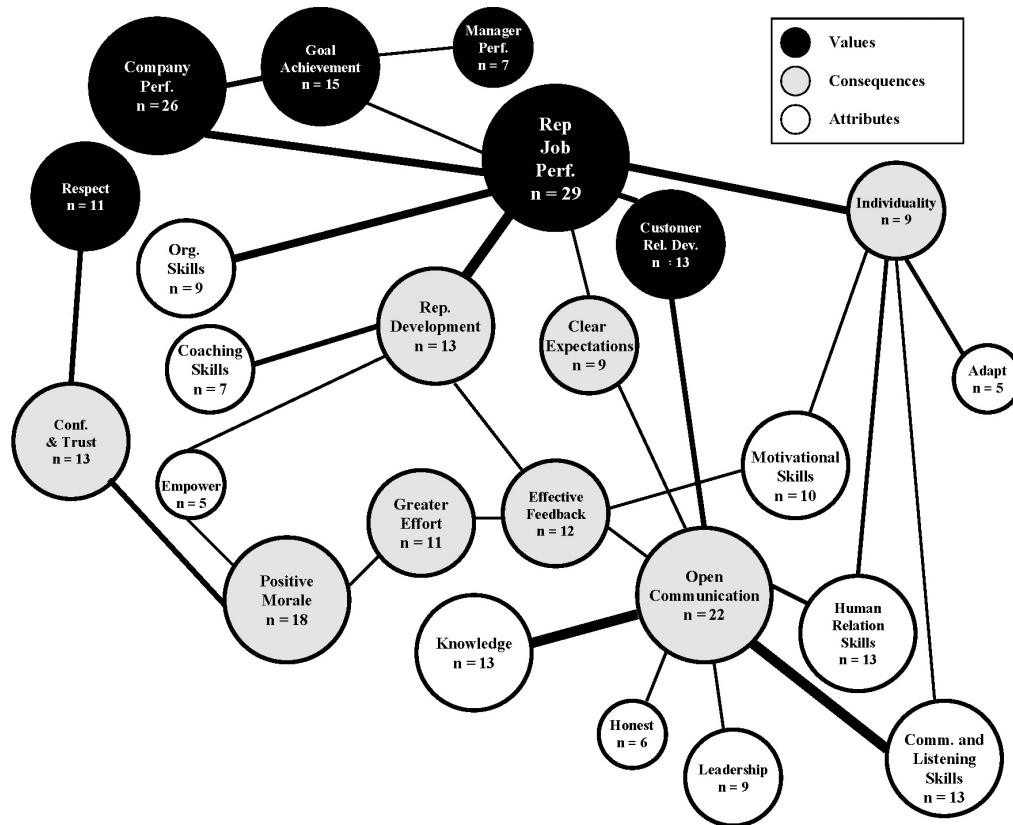 Manager
Perf.
n = 7
Goal
Achievement
n = 15
Company
Perf.
n = 26
Values
Consequences
Attributes
Rep
Job
Perf.
n = 29
Respect
n = 11
Individuality
n = 9
Customer
Rel. Dev.
n = 13
Org.
Skills
n = 9
Rep.
Development
n = 13
Clear
Expectations
n = 9
Coaching
Skills
n = 7
Adapt
n = 5
Conf.
& Trust
n = 13
Motivational
Skills
n = 10
Empower
n = 5
Greater
Effort
n = 11
Effective
Feedback
n = 12
Positive
Morale
n = 18
Open
Communication
n = 22
Human
Relation
Skills
n = 13
Knowledge
n = 13
Honest
n = 6
Leadership
n = 9
Comm. and
Listening
Skills
n = 13